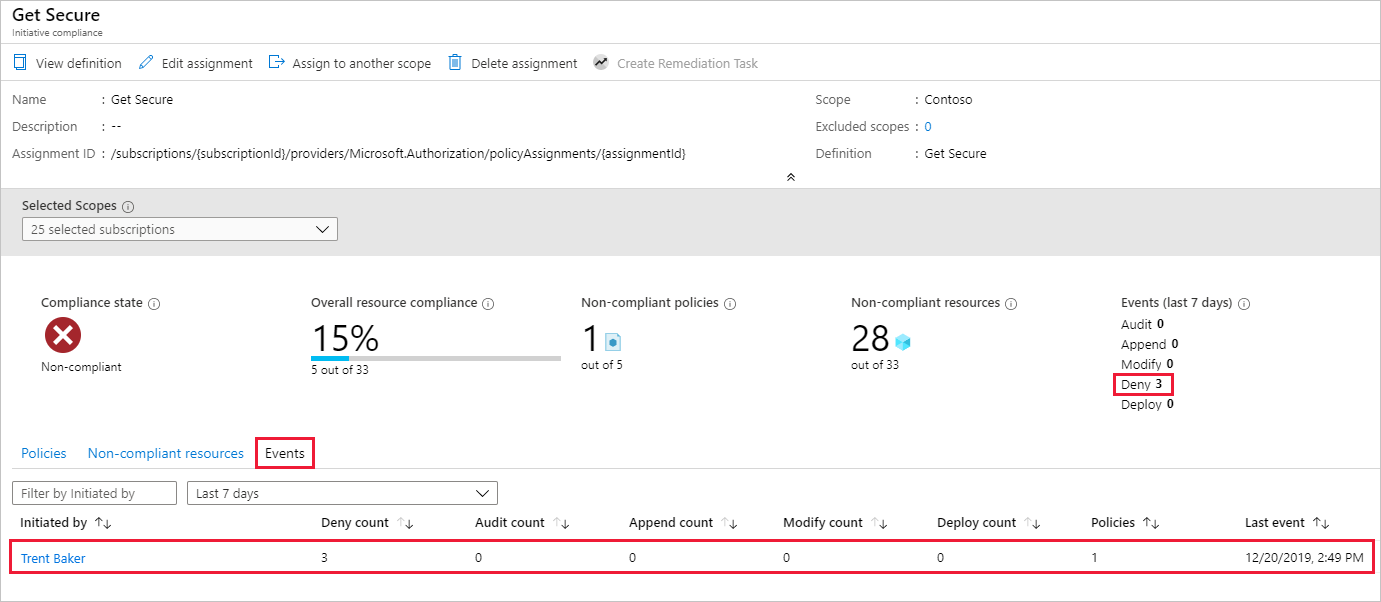 Get Secure
Initiative compliance
View definition Edit assignment Assign to another scope Delete assignment Create Remediation Task
Name : Get Secure Scope : Contoso
Description : -- Excluded scopes : 0
Assignment ID : /subscriptions/{subscriptionId}/providers/Microsoft.Authorization/policyAssignments/{assignmentId} Definition : Get Secure
Selected Scopes
25 selected subscriptions
Compliance state
Non-compliant
Overall resource compliance
15%
5 out of 33
Non-compliant policies
1
out of 5
Non-compliant resources
28
out of 33
Events (last 7 days)
Audit 0
Append 0
Modify 0
Deny 3
Deploy 0
Policies Non-compliant resources Events
Filter by Initiated by Last 7 days
Initiated by Deny count Audit count Append count Modify count Deploy count Policies Last event
Trent Baker 3 0 0 0 0 1 12/20/2019, 2:49 PM